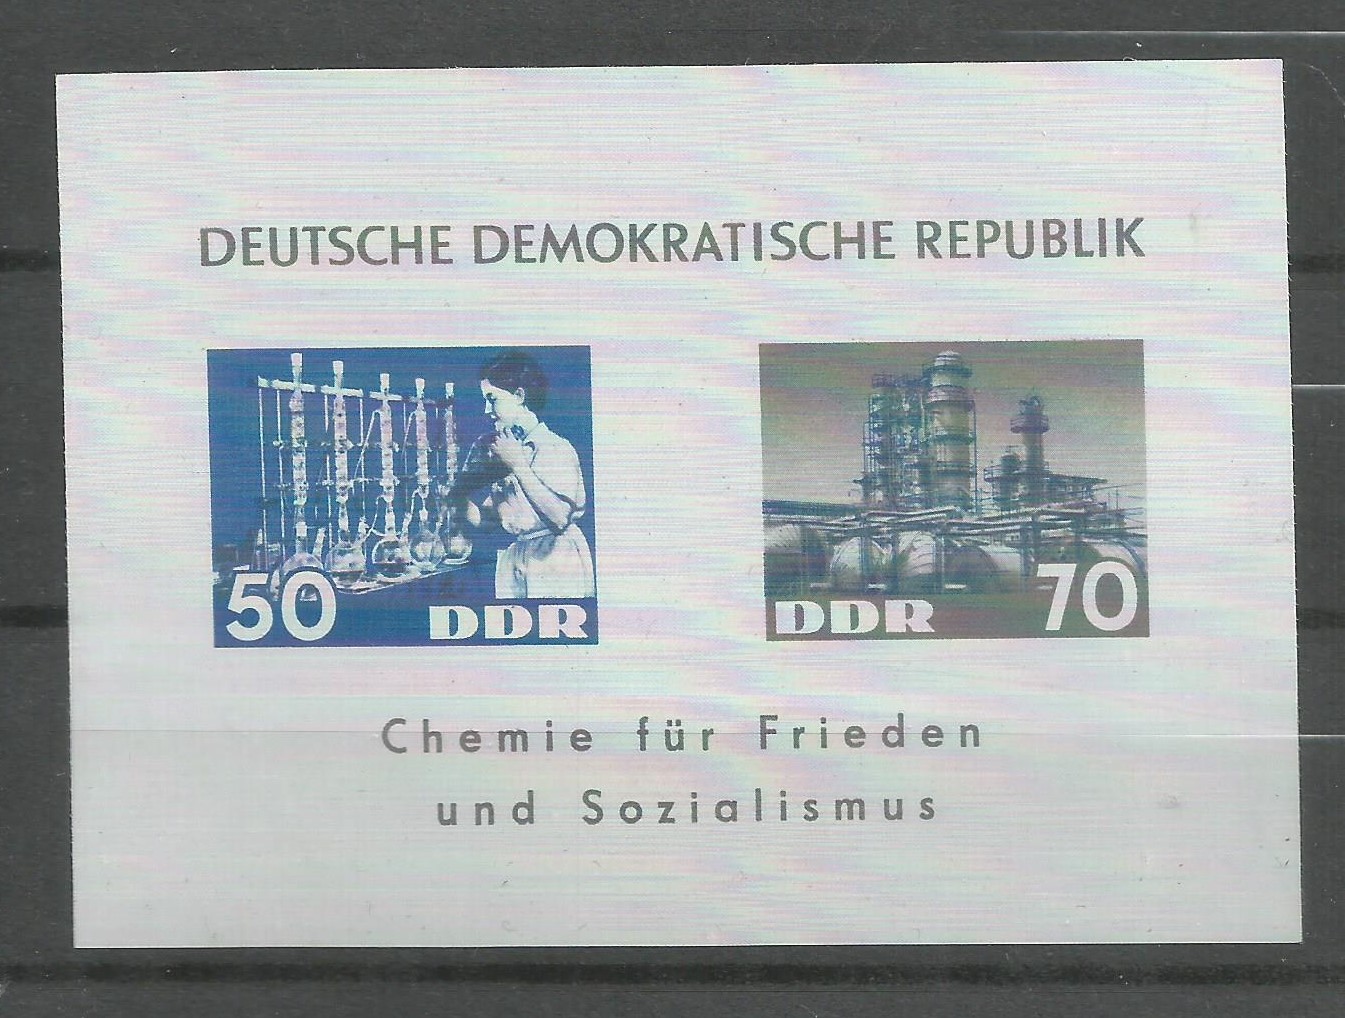 DEUTSCHE DEMOKRATISCHE REPUBLIK
50 DDR
DDR 70
Chemie für Frieden
und Sozialismus